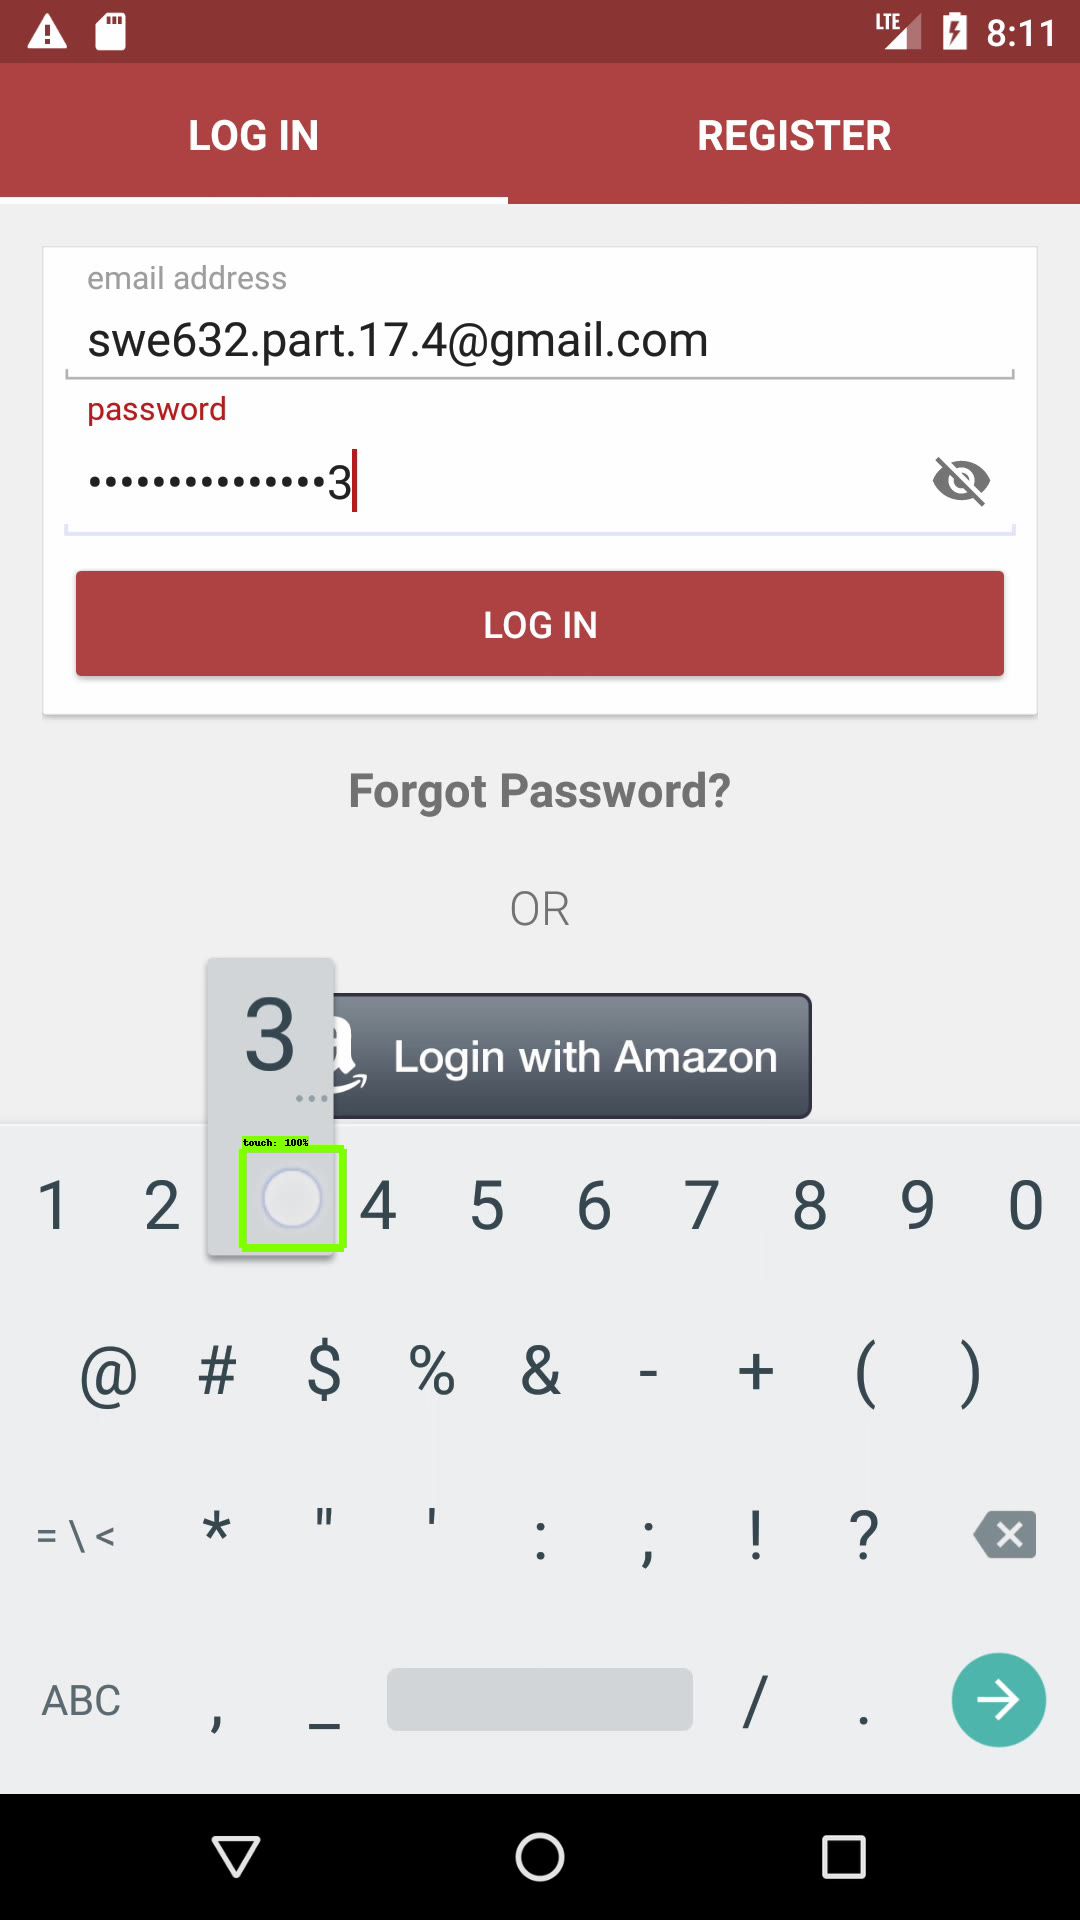 LTE 8:11
LOG IN REGISTER
email address
swe632.part.17.4@gmail.com
password
•••••••••••••••3
LOG IN
Forgot Password?
OR
3
...
Login with Amazon
touch: 100%
1 2 4 5 6 7 8 9 0
@ # $ % & - + ( )
= \ < * " ' : ; ! ?
ABC , _ / .